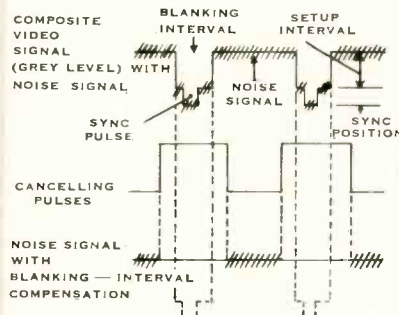 COMPOSITE
VIDEO
SIGNAL
(GREY LEVEL) WITH
NOISE SIGNAL
BLANKING
INTERVAL
SETUP
INTERVAL
NOISE
SIGNAL
SYNC
PULSE
SYNC
POSITION
CANCELLING
PULSES
NOISE SIGNAL
WITH
BLANKING — INTERVAL
COMPENSATION